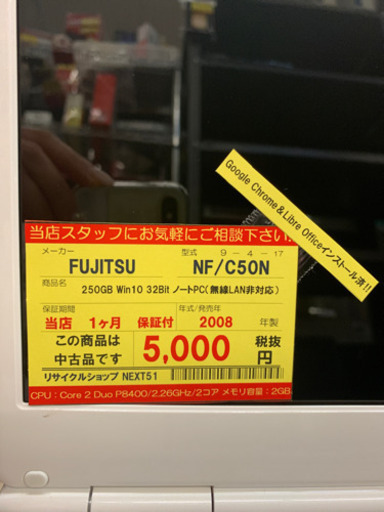 Google Chrome＆Libre Officeインストール済!!
当店スタッフにお気軽にご相談下さい.
メーカー 型式 9-4-17
FUJITSU NF/C50N
商品名 250GB Win10 32Bit ノートPC(無線LAN非対応)
保証期間 年式/発売年
当店 1ヶ月 保証付 2008 年製
この商品は 中古品です 5,000 税抜 円
リサイクルショップ NEXT51
CPU：Core 2 Duo P8400/2.26GHz/2コア メモリ容量：2GB